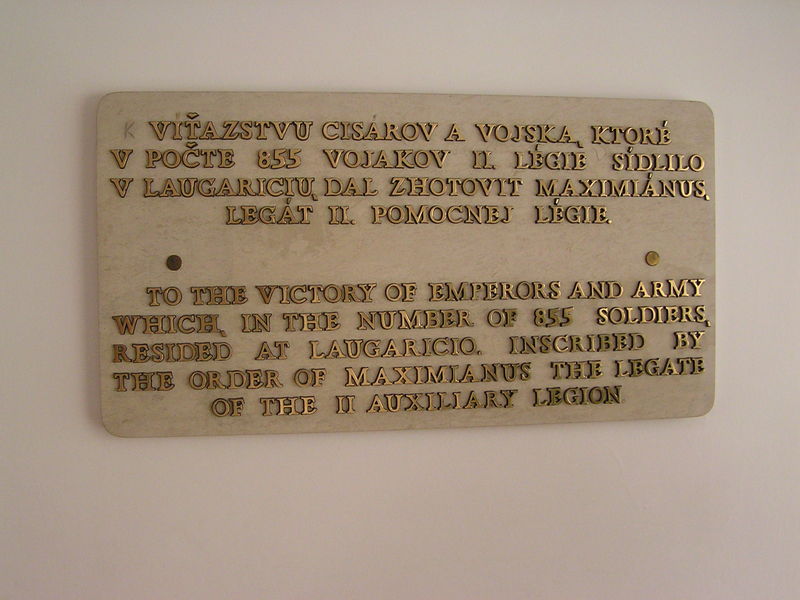 K VIŤAZSTVU CISÁROV A VOJSKA, KTORÉ
V POČTE 855 VOJAKOV II. LÉGIE SÍDLILO
V LAUGARICIU, DAL ZHOTOVIT MAXIMIÁNUS,
LEGÁT II. POMOCNEJ LÉGIE.
TO THE VICTORY OF EMPERORS AND ARMY
WHICH, IN THE NUMBER OF 855 SOLDIERS,
RESIDED AT LAUGARICIO. INSCRIBED BY
THE ORDER OF MAXIMIANUS THE LEGATE
OF THE II AUXILIARY LEGION